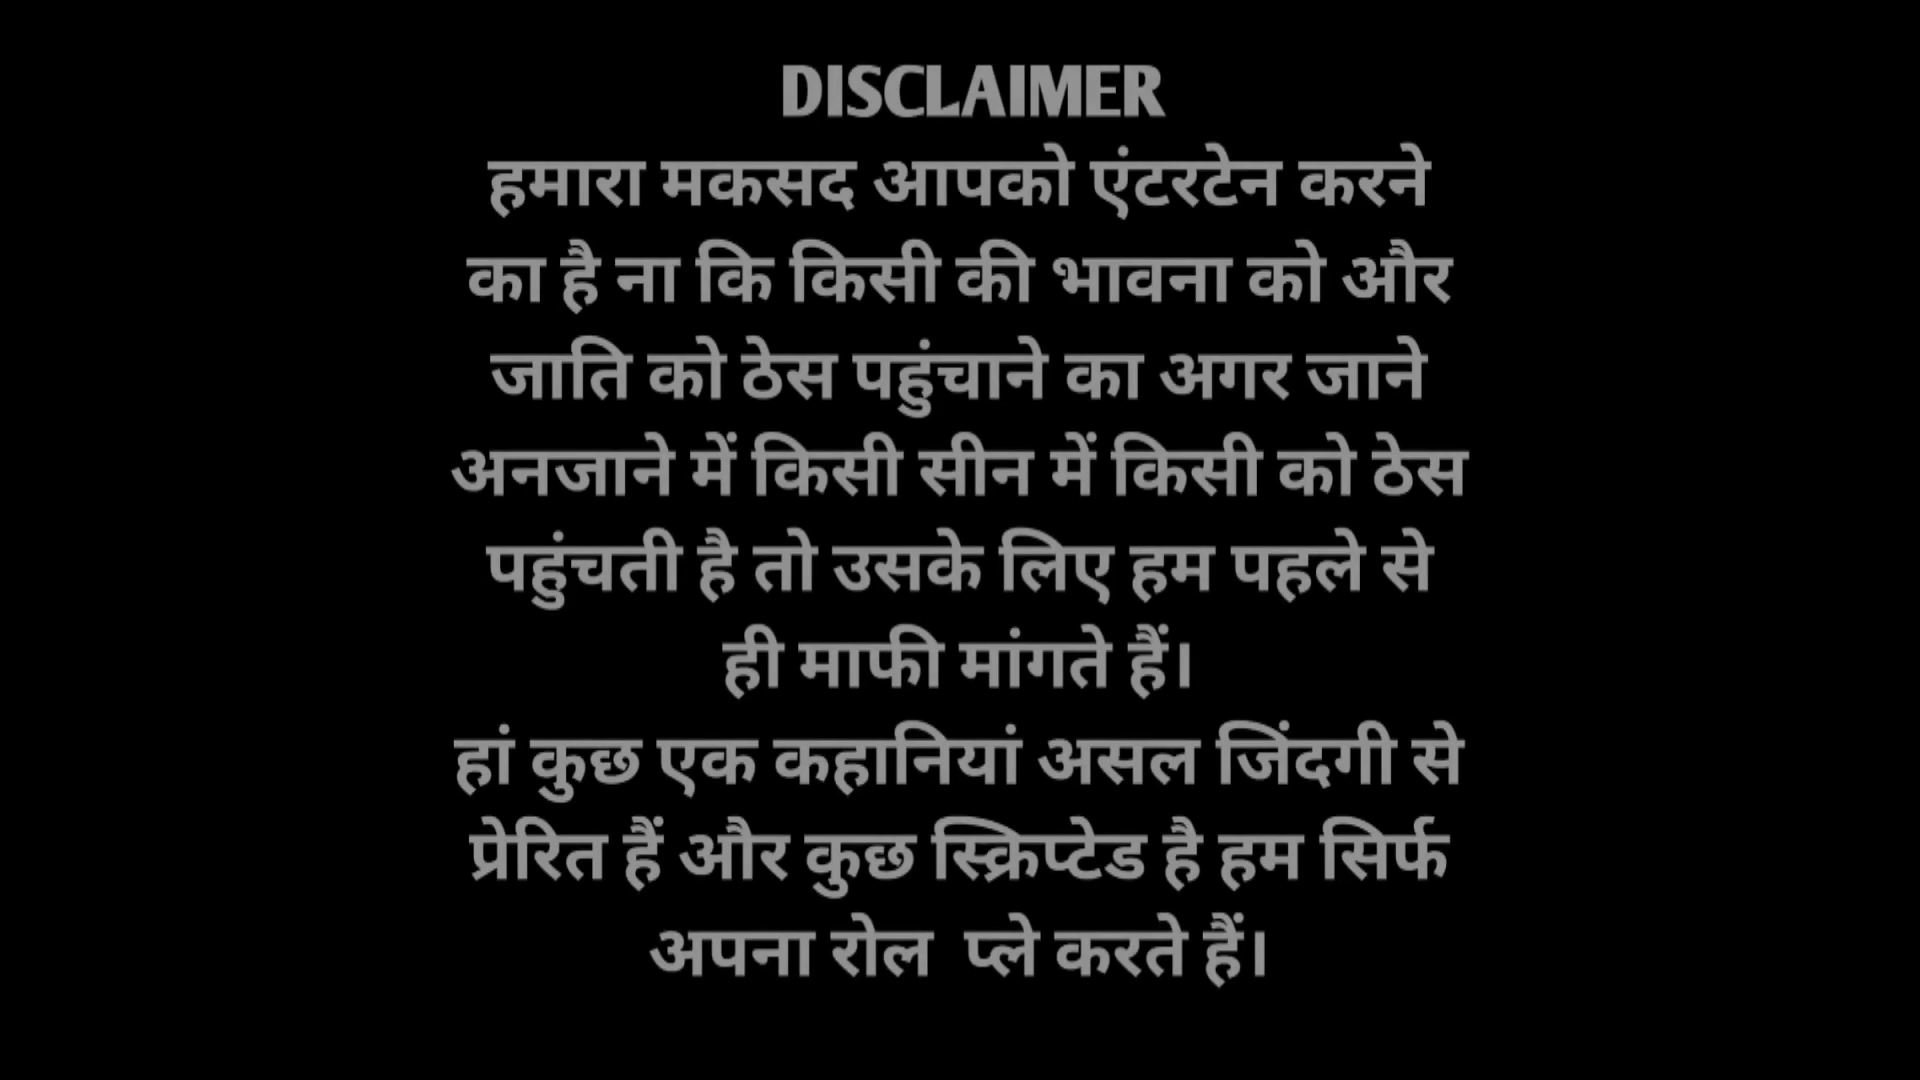 DISCLAIMER
हमारा मकसद आपको एंटरटेन करने
का है ना कि किसी की भावना को और
जाति को ठेस पहुंचाने का अगर जाने
अनजाने में किसी सीन में किसी को ठेस
पहुंचती है तो उसके लिए हम पहले से
ही माफी मांगते हैं।
हां कुछ एक कहानियां असल जिंदगी से
प्रेरित हैं और कुछ स्क्रिप्टेड है हम सिर्फ
अपना रोल  प्ले करते हैं।